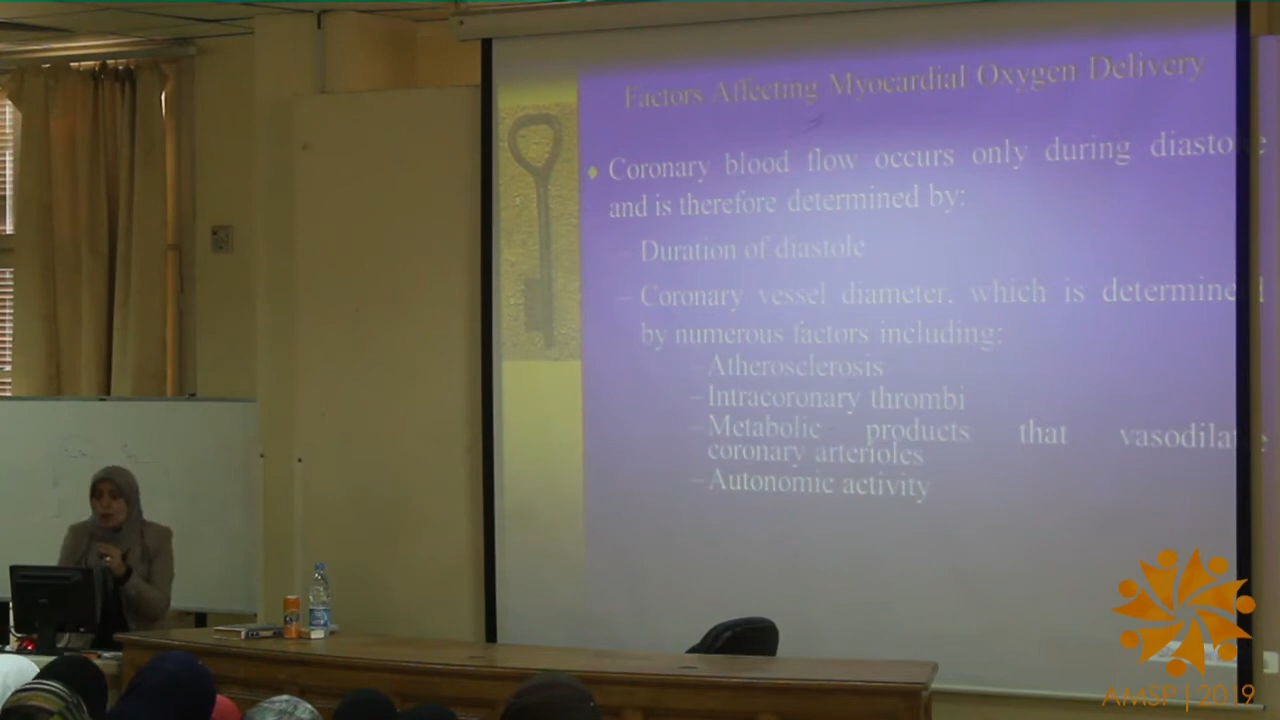 Factors Affecting Myocardial Oxygen Delivery
Coronary blood flow occurs only during diastole
and is therefore determined by:
– Duration of diastole
– Coronary vessel diameter, which is determined
by numerous factors including:
– Atherosclerosis
– Intracoronary thrombi
– Metabolic products that vasodilate
coronary arterioles
– Autonomic activity
AMSP | 2019